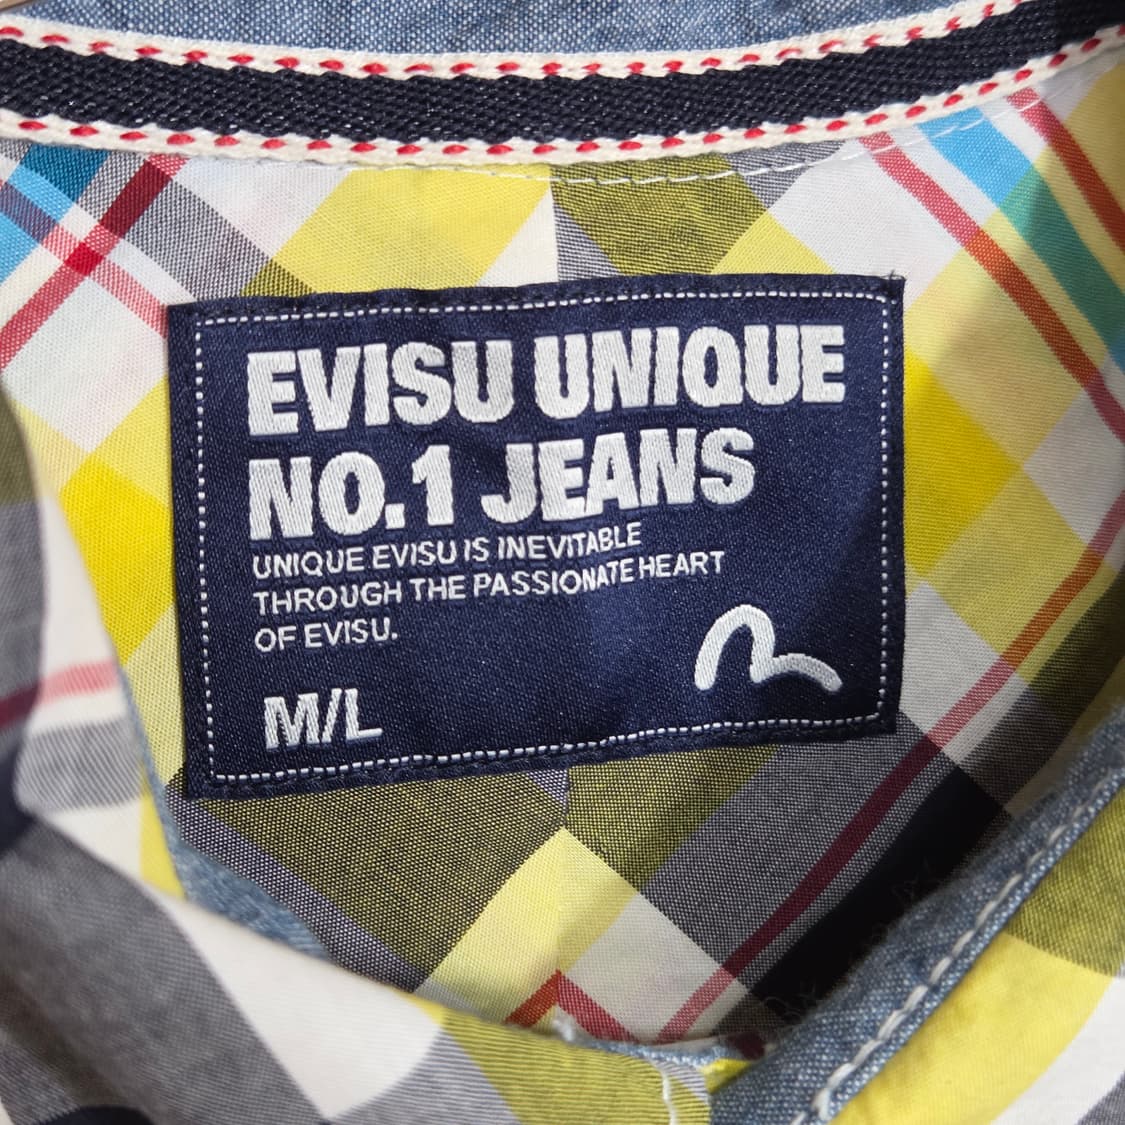 EVISU UNIQUE
NO.1 JEANS
UNIQUE EVISU IS INEVITABLE
THROUGH THE PASSIONATE HEART
OF EVISU.
M/L